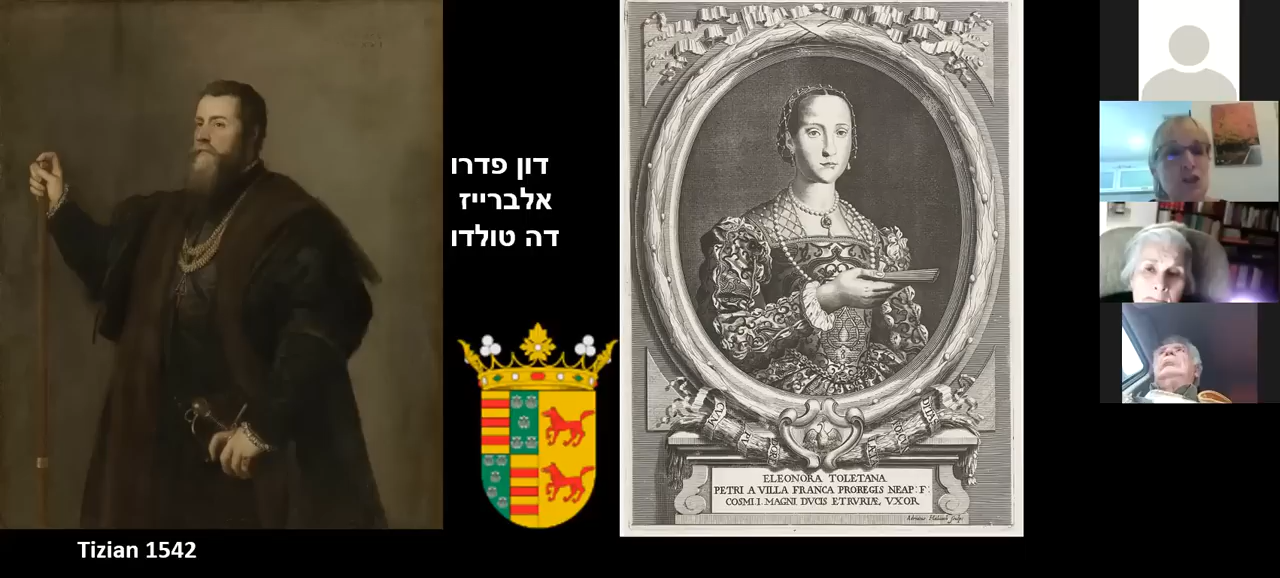 דון פדרו
אלברייז
דה טולדו
Tizian 1542
ELEONORA TOLETANA
PETRI A VILLA FRANCA PROREGIS NEAP. F.
COSMI.I. MAGNI DVCIS ETRVRIÆ, VXOR